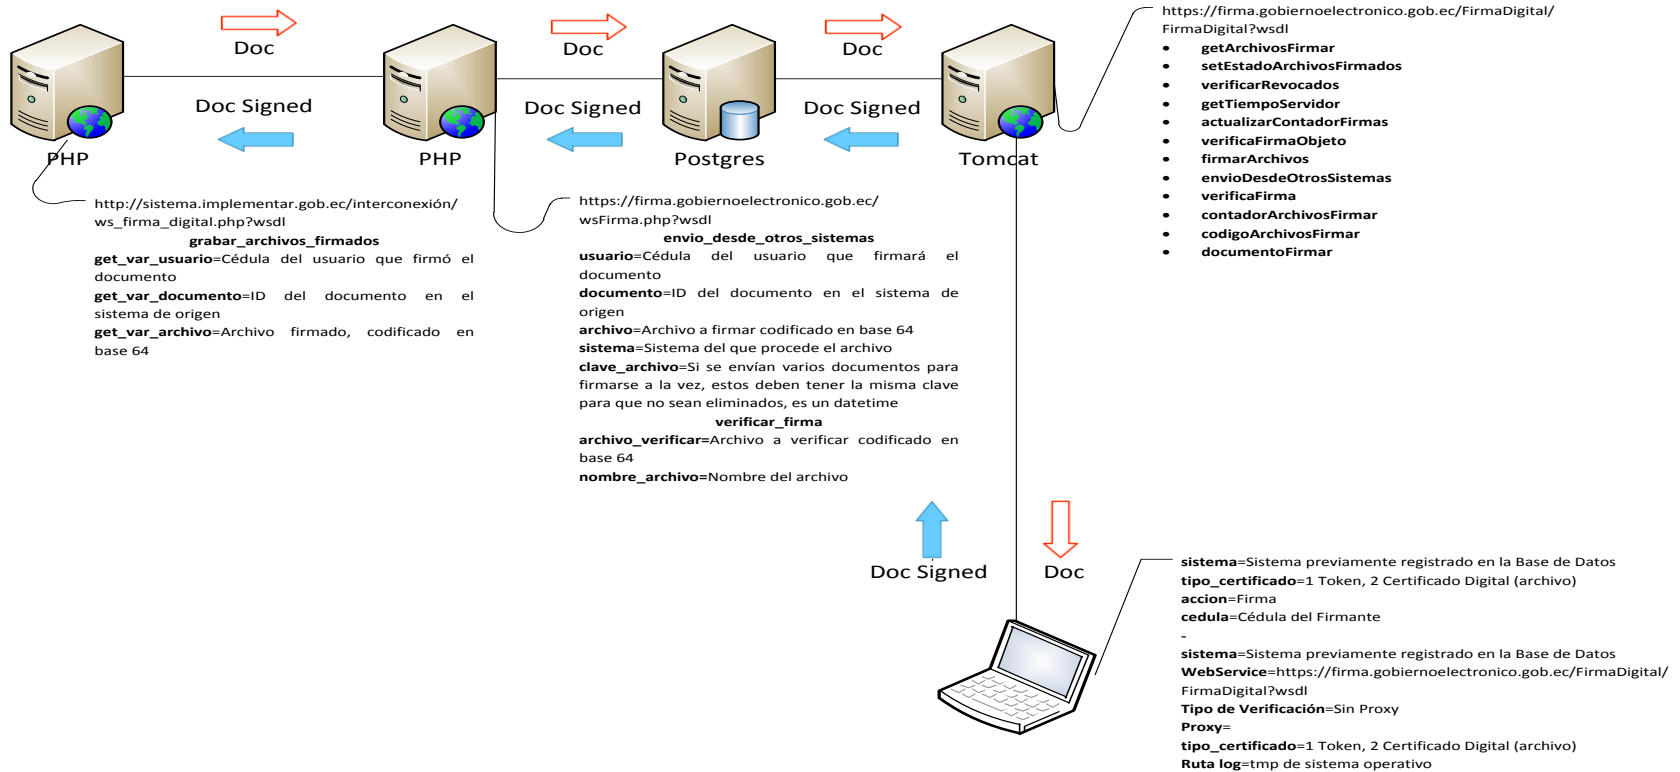 Doc
Doc
Doc
Doc Signed
Doc Signed
Doc Signed
PHP
PHP
Postgres
Tomcat
http://sistema.implementar.gob.ec/interconexión/
ws_firma_digital.php?wsdl
grabar_archivos_firmados
get_var_usuario=Cédula del usuario que firmó el
documento
get_var_documento=ID del documento en el
sistema de origen
get_var_archivo=Archivo firmado, codificado en
base 64
https://firma.gobiernoelectronico.gob.ec/
wsFirma.php?wsdl
envio_desde_otros_sistemas
usuario=Cédula del usuario que firmará el
documento
documento=ID del documento en el sistema de
origen
archivo=Archivo a firmar codificado en base 64
sistema=Sistema del que procede el archivo
clave_archivo=Si se envían varios documentos para
firmarse a la vez, estos deben tener la misma clave
para que no sean eliminados, es un datetime
verificar_firma
archivo_verificar=Archivo a verificar codificado en
base 64
nombre_archivo=Nombre del archivo
https://firma.gobiernoelectronico.gob.ec/FirmaDigital/
FirmaDigital?wsdl
• getArchivosFirmar
• setEstadoArchivosFirmados
• verificarRevocados
• getTiempoServidor
• actualizarContadorFirmas
• verificaFirmaObjeto
• firmarArchivos
• envioDesdeOtrosSistemas
• verificaFirma
• contadorArchivosFirmar
• codigoArchivosFirmar
• documentoFirmar
Doc Signed
Doc
sistema=Sistema previamente registrado en la Base de Datos
tipo_certificado=1 Token, 2 Certificado Digital (archivo)
accion=Firma
cedula=Cédula del Firmante
-
sistema=Sistema previamente registrado en la Base de Datos
WebService=https://firma.gobiernoelectronico.gob.ec/FirmaDigital/
FirmaDigital?wsdl
Tipo de Verificación=Sin Proxy
Proxy=
tipo_certificado=1 Token, 2 Certificado Digital (archivo)
Ruta log=tmp de sistema operativo